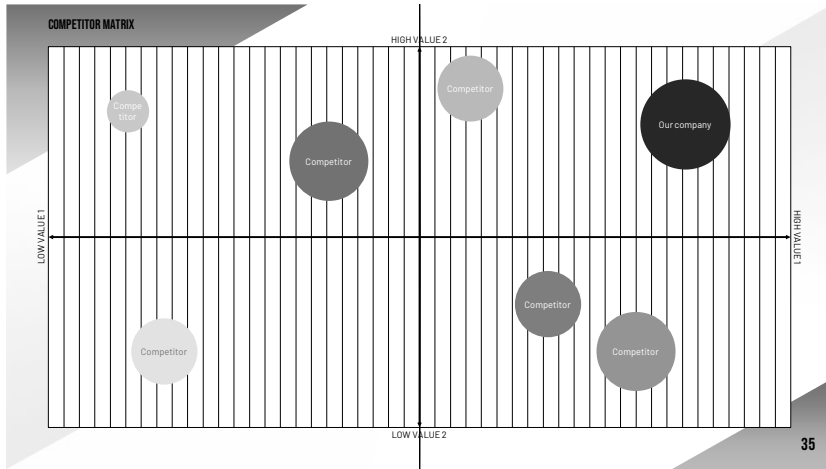 COMPETITOR MATRIX
HIGH VALUE 2
Compe
titor
Competitor
Competitor
Our company
LOW VALUE 1
HIGH VALUE 1
Competitor
Competitor
Competitor
LOW VALUE 2
35